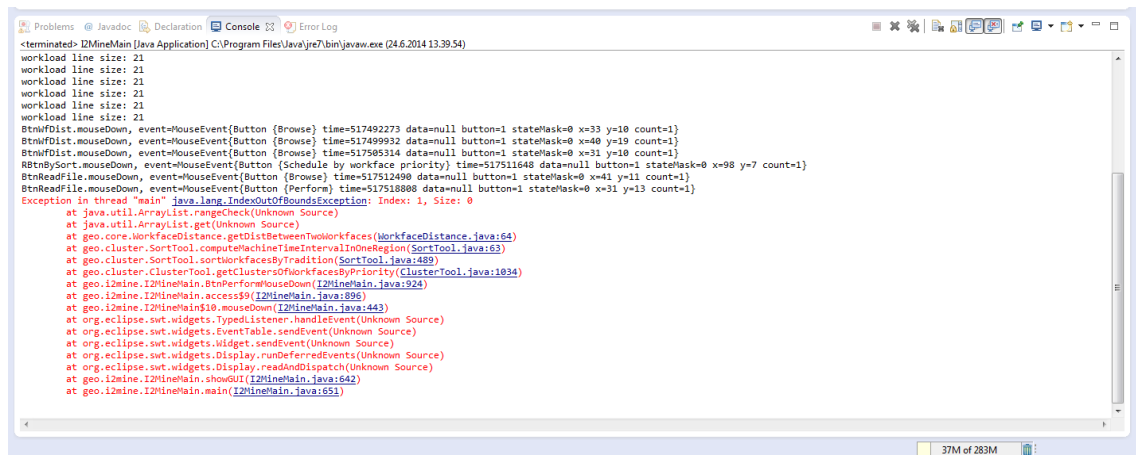 Problems @ Javadoc Declaration Console Error Log
<terminated> I2MineMain [Java Application] C:\Program Files\Java\jre7\bin\javaw.exe (24.6.2014 13.39.54)
workload line size: 21
workload line size: 21
workload line size: 21
workload line size: 21
workload line size: 21
workload line size: 21
BtnWfDist.mouseDown, event=MouseEvent{Button {Browse} time=517492273 data=null button=1 stateMask=0 x=33 y=10 count=1}
BtnWfDist.mouseDown, event=MouseEvent{Button {Browse} time=517499932 data=null button=1 stateMask=0 x=40 y=19 count=1}
BtnWfDist.mouseDown, event=MouseEvent{Button {Browse} time=517505314 data=null button=1 stateMask=0 x=31 y=10 count=1}
RBtnBySort.mouseDown, event=MouseEvent{Button {Schedule by workface priority} time=517511648 data=null button=1 stateMask=0 x=98 y=7 count=1}
BtnReadFile.mouseDown, event=MouseEvent{Button {Browse} time=517512490 data=null button=1 stateMask=0 x=41 y=11 count=1}
BtnReadFile.mouseDown, event=MouseEvent{Button {Perform} time=517518808 data=null button=1 stateMask=0 x=31 y=13 count=1}
Exception in thread "main" java.lang.IndexOutOfBoundsException: Index: 1, Size: 0
at java.util.ArrayList.rangeCheck(Unknown Source)
at java.util.ArrayList.get(Unknown Source)
at geo.core.WorkfaceDistance.getDistBetweenTwoWorkfaces(WorkfaceDistance.java:64)
at geo.cluster.SortTool.computeMachineTimeIntervalInOneRegion(SortTool.java:63)
at geo.cluster.SortTool.sortWorkfacesByTradition(SortTool.java:489)
at geo.cluster.ClusterTool.getClustersOfWorkfacesByPriority(ClusterTool.java:1034)
at geo.i2mine.I2MineMain.BtnPerformMouseDown(I2MineMain.java:924)
at geo.i2mine.I2MineMain.access$9(I2MineMain.java:896)
at geo.i2mine.I2MineMain$10.mouseDown(I2MineMain.java:443)
at org.eclipse.swt.widgets.TypedListener.handleEvent(Unknown Source)
at org.eclipse.swt.widgets.EventTable.sendEvent(Unknown Source)
at org.eclipse.swt.widgets.Widget.sendEvent(Unknown Source)
at org.eclipse.swt.widgets.Display.runDeferredEvents(Unknown Source)
at org.eclipse.swt.widgets.Display.readAndDispatch(Unknown Source)
at geo.i2mine.I2MineMain.showGUI(I2MineMain.java:642)
at geo.i2mine.I2MineMain.main(I2MineMain.java:651)
37M of 283M